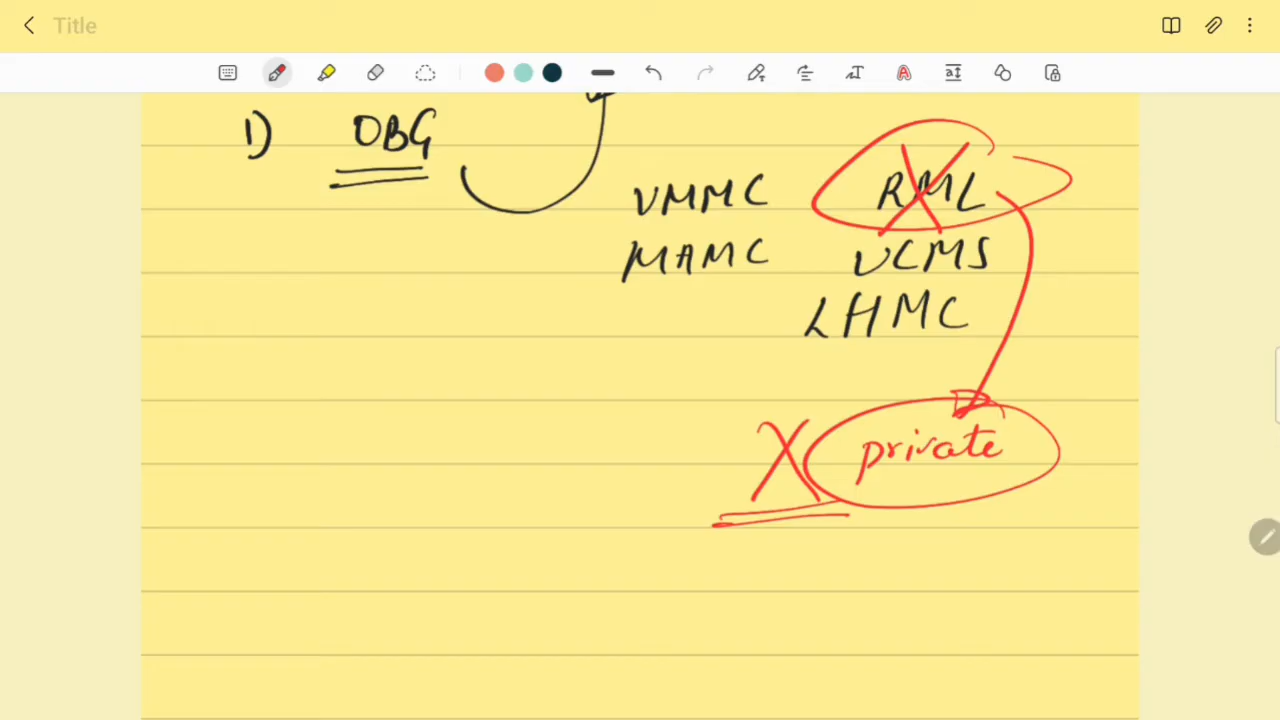 Title
1) OBG
VMMC RML
MAMC UCMS
LHMC
X private